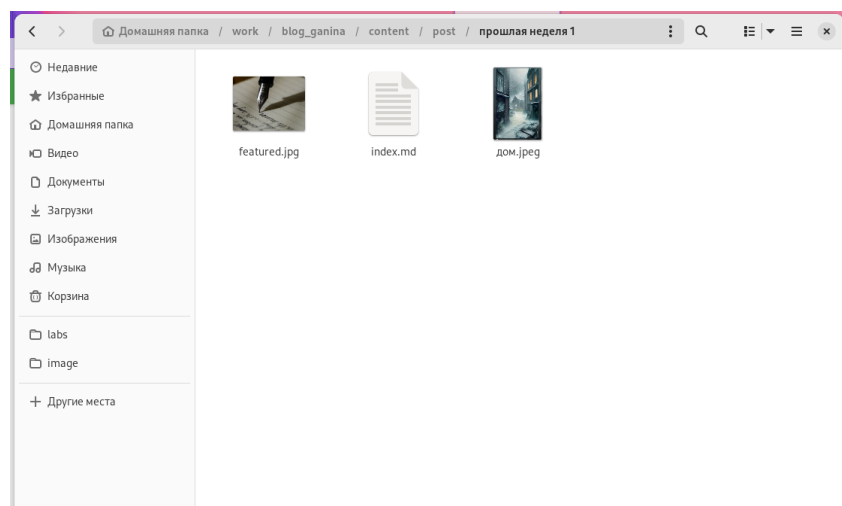 Домашняя папка / work / blog_ganina / content / post / прошлая неделя 1
Недавние
Избранные
Домашняя папка
Видео
Документы
Загрузки
Изображения
Музыка
Корзина
labs
image
Другие места
featured.jpg
index.md
дом.jpeg